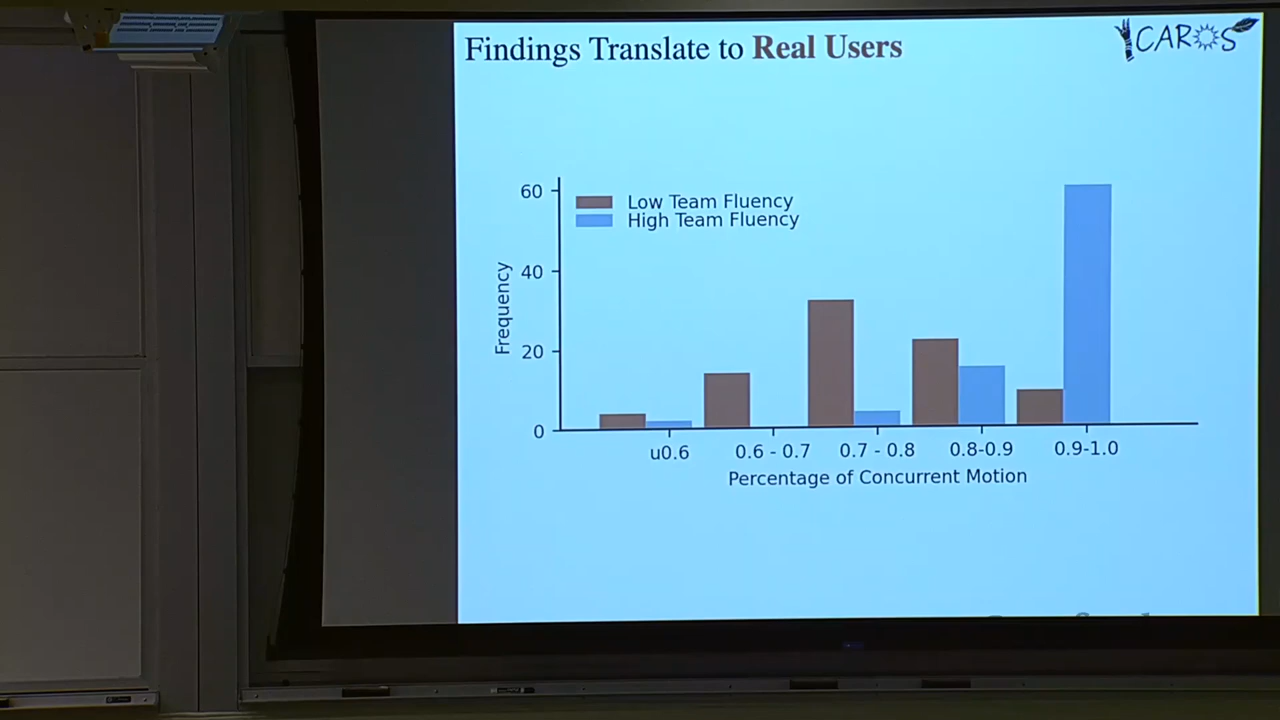 Findings Translate to Real Users
ICAROS
Low Team Fluency
High Team Fluency
60
40
20
0
Frequency
u0.6
0.6 - 0.7
0.7 - 0.8
0.8-0.9
0.9-1.0
Percentage of Concurrent Motion